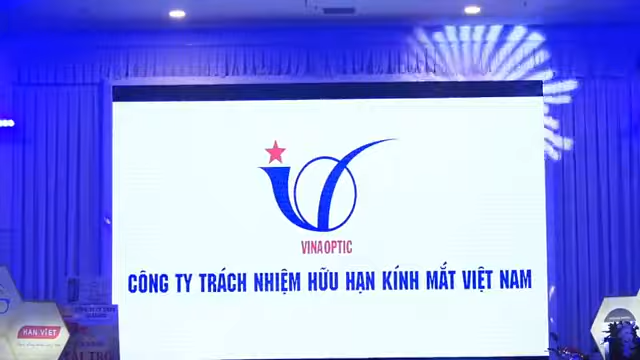 VINAOPTIC
CÔNG TY TRÁCH NHIỆM HỮU HẠN KÍNH MẮT VIỆT NAM
HAN VIET